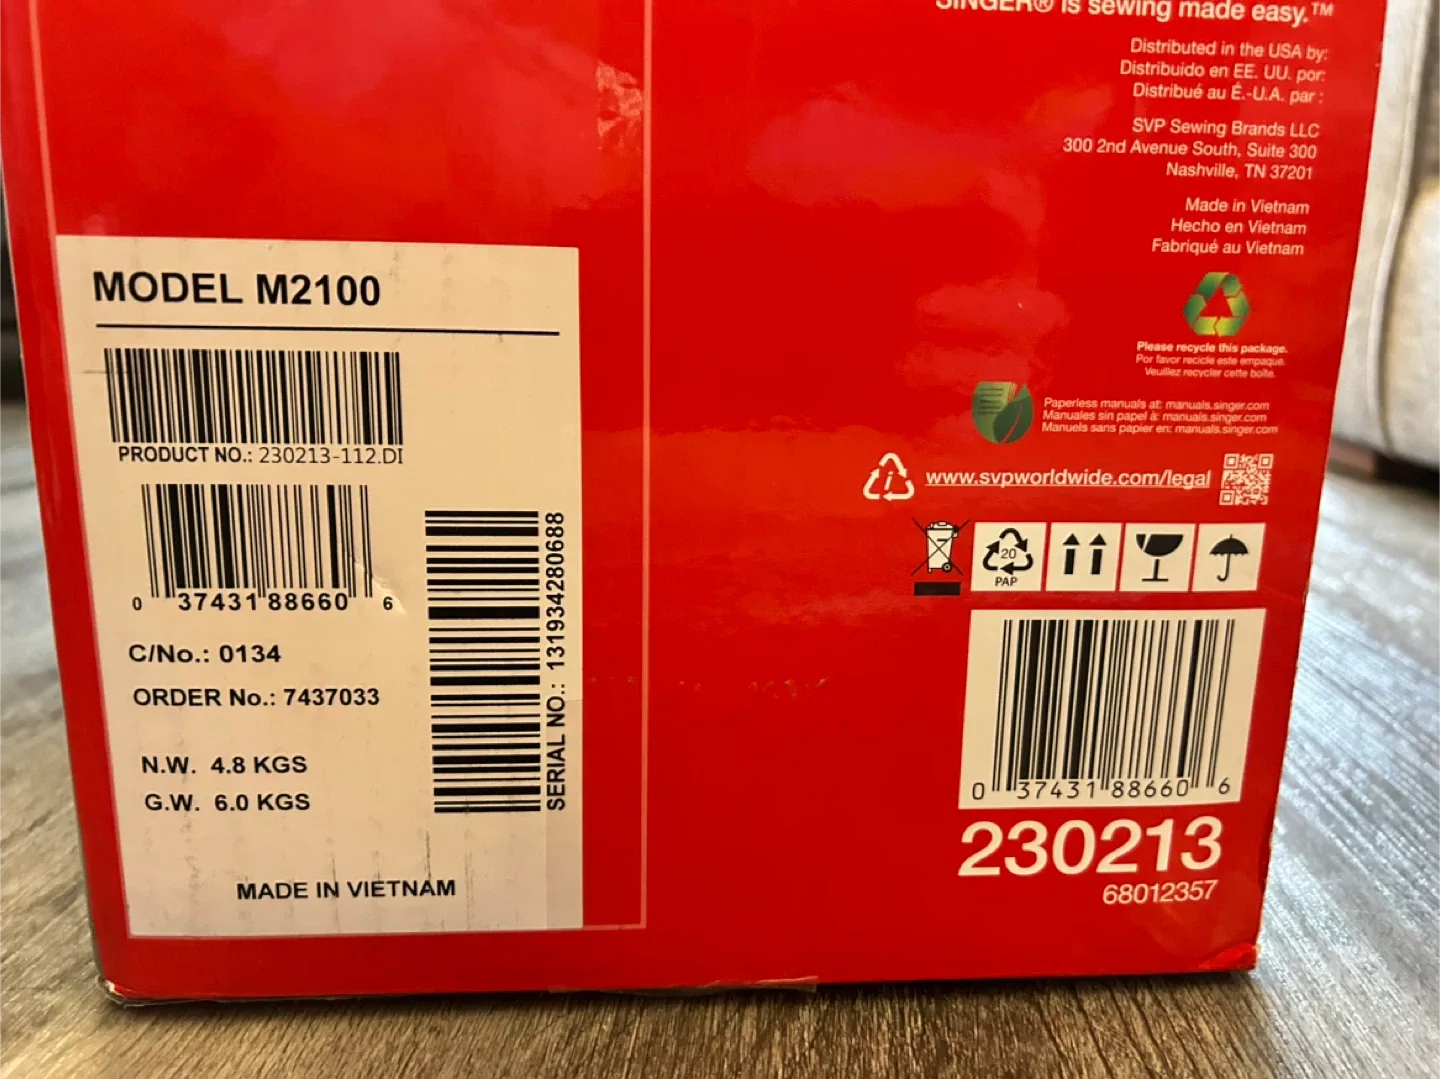 MODEL M2100
PRODUCT NO.: 230213-112.DI
0 37431 88660 6
C/No.: 0134
ORDER No.: 7437033
N.W. 4.8 KGS
G.W. 6.0 KGS
SERIAL NO.: 131934280688
MADE IN VIETNAM
SINGER® is sewing made easy.™
Distributed in the USA by:
Distribuido en EE. UU. por:
Distribué au É.-U.A. par :
SVP Sewing Brands LLC
300 2nd Avenue South, Suite 300
Nashville, TN 37201
Made in Vietnam
Hecho en Vietnam
Fabriqué au Vietnam
Please recycle this package.
Por favor recicle este empaque.
Veuillez recycler cette boîte.
Paperless manuals at: manuals.singer.com
Manuales sin papel à: manuals.singer.com
Manuels sans papier en: manuals.singer.com
www.svpworldwide.com/legal
20
PAP
0 37431 88660 6
230213
68012357